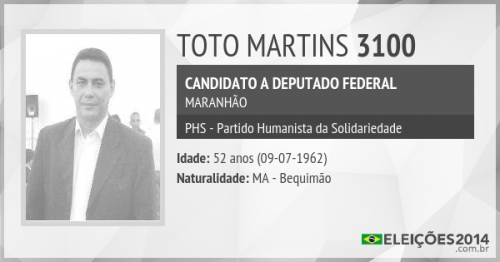 TOTO MARTINS 3100
CANDIDATO A DEPUTADO FEDERAL
MARANHÃO
PHS - Partido Humanista da Solidariedade
Idade: 52 anos (09-07-1962)
Naturalidade: MA - Bequimão
ELEIÇÕES2014
.com.br